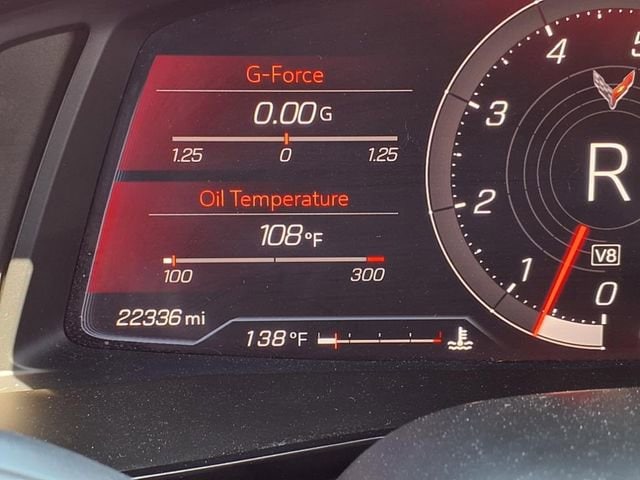 G-Force
0.00 G
1.25 0 1.25
Oil Temperature
108 °F
100 300
22336 mi
138 °F
4
3
2
1
0
R
V8